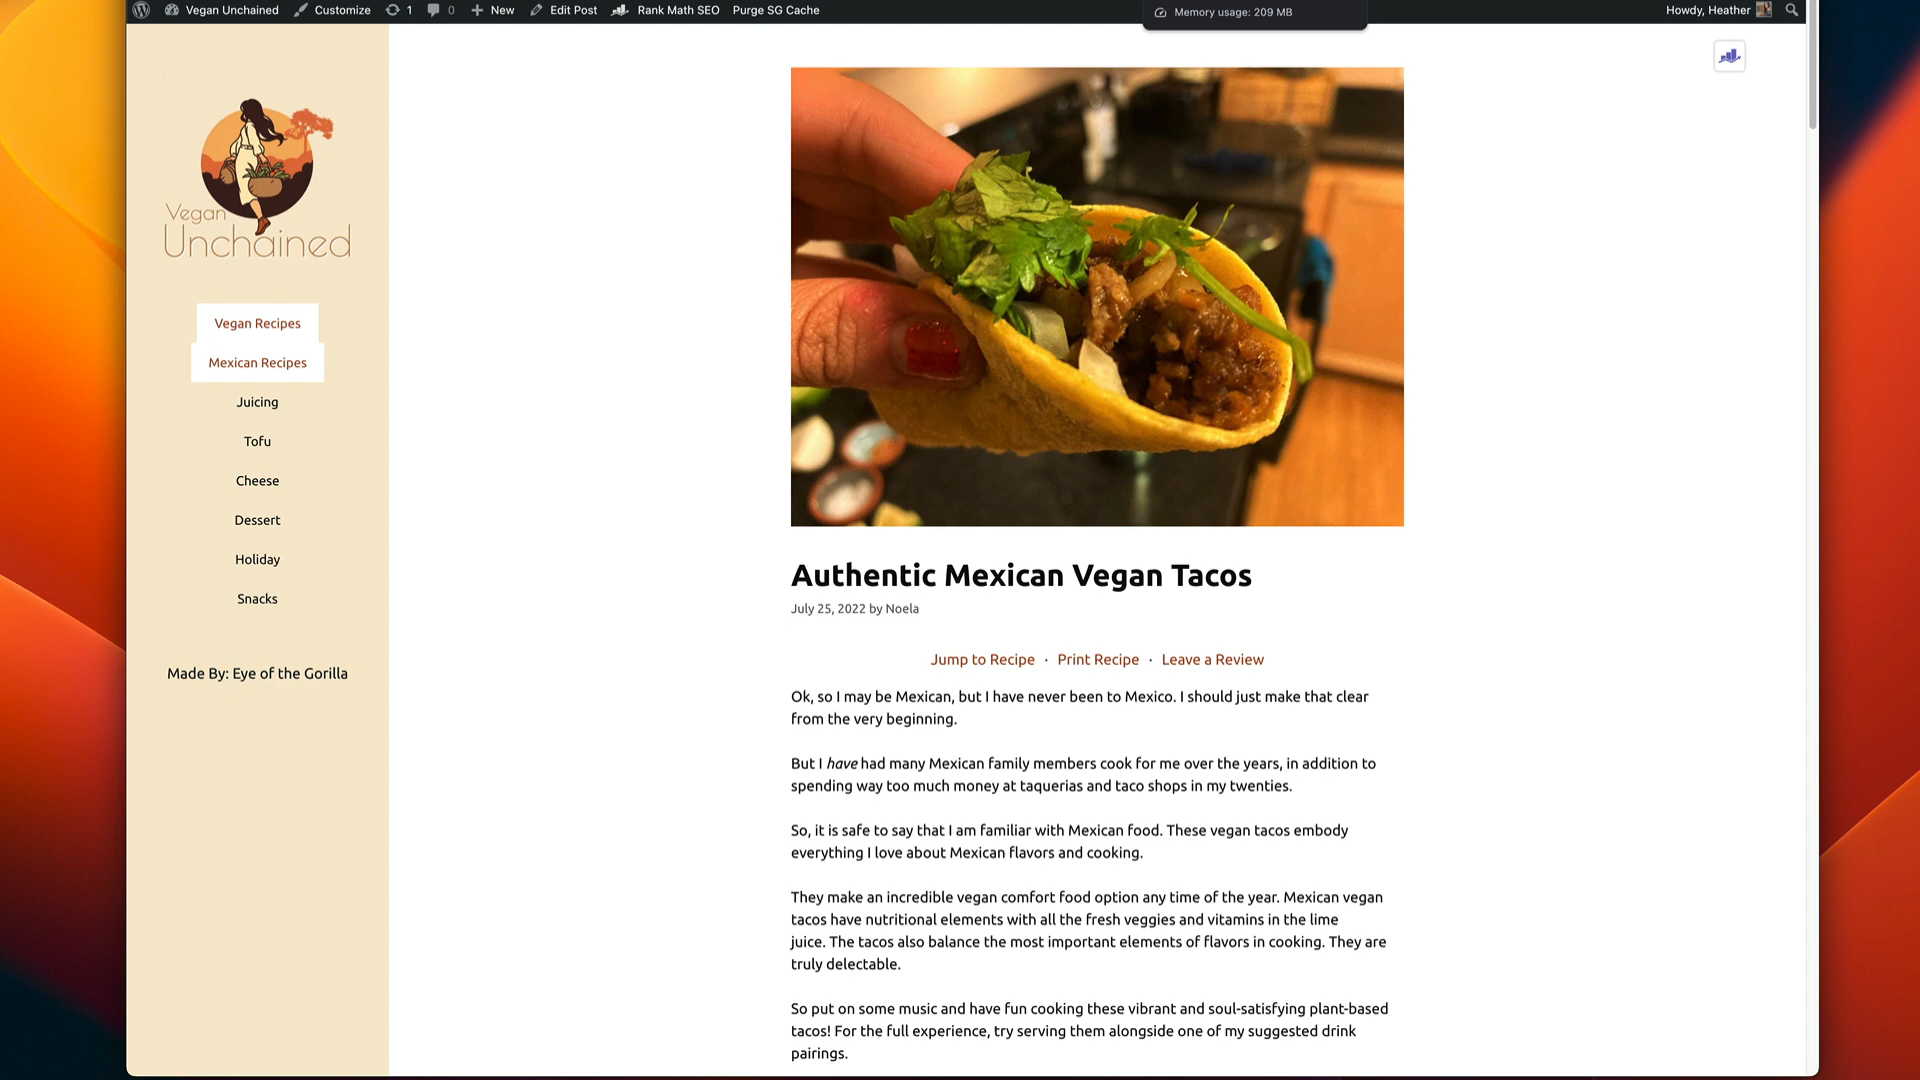 Vegan Unchained Customize 1 0 New Edit Post Rank Math SEO Purge SG Cache Memory usage: 209 MB Howdy, Heather
Vegan
Unchained
Vegan Recipes
Mexican Recipes
Juicing
Tofu
Cheese
Dessert
Holiday
Snacks
Made By: Eye of the Gorilla
Authentic Mexican Vegan Tacos
July 25, 2022 by Noela
Jump to Recipe · Print Recipe · Leave a Review
Ok, so I may be Mexican, but I have never been to Mexico. I should just make that clear
from the very beginning.
But I have had many Mexican family members cook for me over the years, in addition to
spending way too much money at taquerias and taco shops in my twenties.
So, it is safe to say that I am familiar with Mexican food. These vegan tacos embody
everything I love about Mexican flavors and cooking.
They make an incredible vegan comfort food option any time of the year. Mexican vegan
tacos have nutritional elements with all the fresh veggies and vitamins in the lime
juice. The tacos also balance the most important elements of flavors in cooking. They are
truly delectable.
So put on some music and have fun cooking these vibrant and soul-satisfying plant-based
tacos! For the full experience, try serving them alongside one of my suggested drink
pairings.